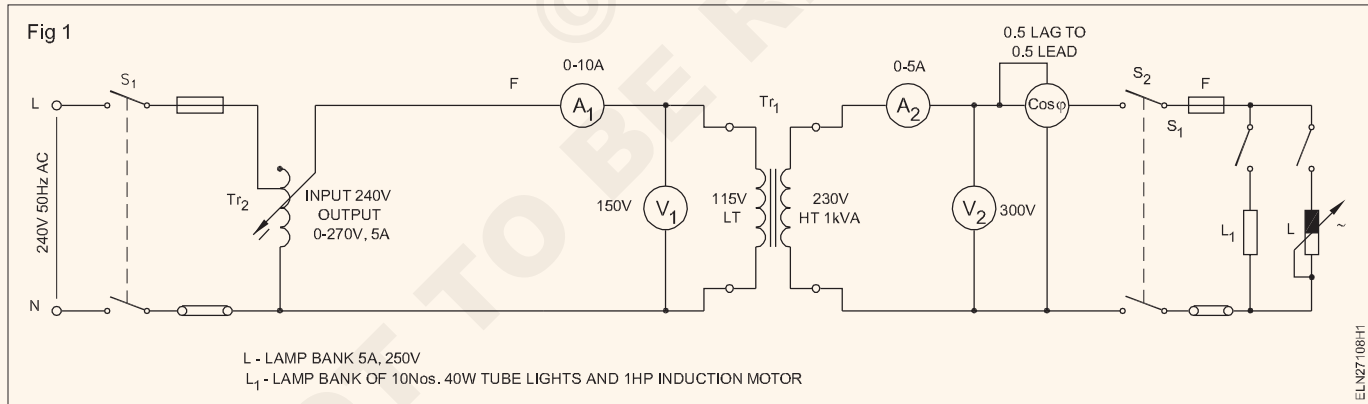 Fig 1
0.5 LAG TO
0.5 LEAD
0-10A
0-5A
S1
F
A1
Tr1
A2
Cosφ
S2
F
S1
L
240V 50Hz AC
Tr2
INPUT 240V
OUTPUT
0-270V, 5A
150V
V1
115V
LT
230V
HT 1kVA
V2
300V
L1
L
~
N
L - LAMP BANK 5A, 250V
L1 - LAMP BANK OF 10Nos. 40W TUBE LIGHTS AND 1HP INDUCTION MOTOR
ELN27108H1
©
OT TO BE R